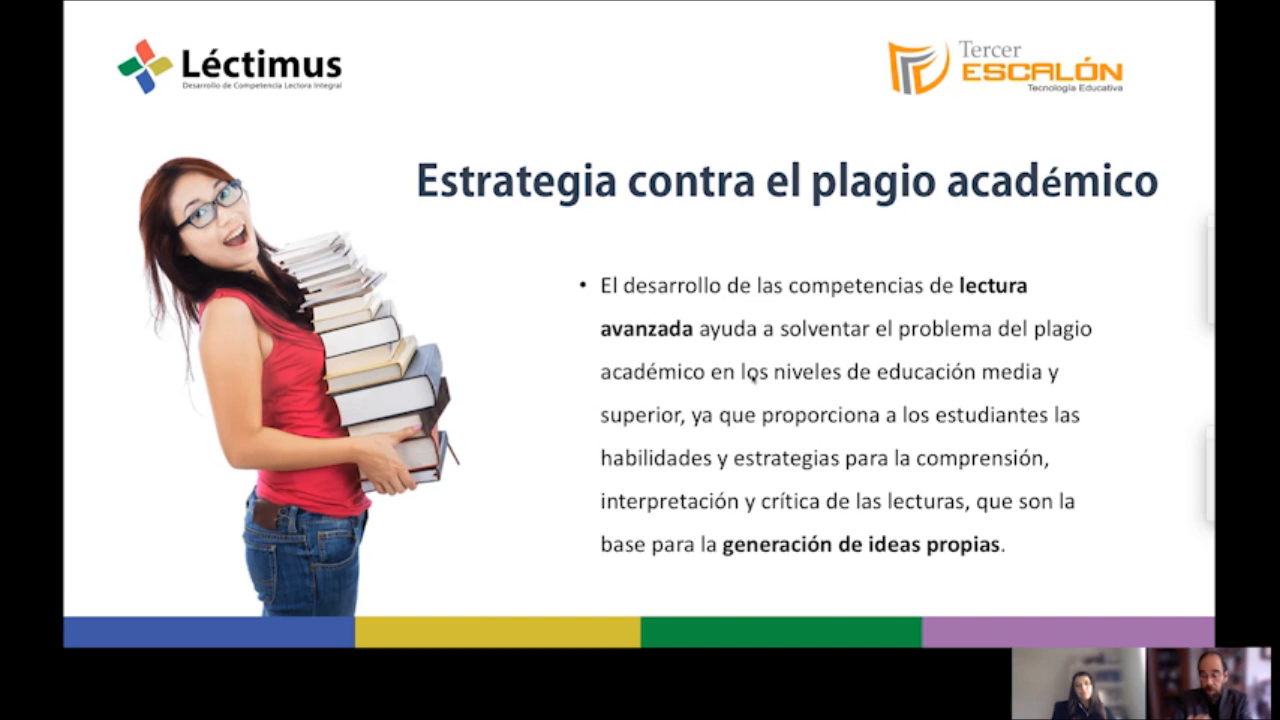 Léctimus
Desarrollo de Competencia Lectora Integral
Tercer
ESCALÓN
Tecnología Educativa
Estrategia contra el plagio académico
• El desarrollo de las competencias de lectura
avanzada ayuda a solventar el problema del plagio
académico en los niveles de educación media y
superior, ya que proporciona a los estudiantes las
habilidades y estrategias para la comprensión,
interpretación y crítica de las lecturas, que son la
base para la generación de ideas propias.